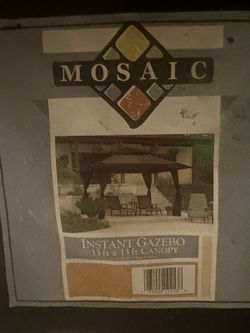 MOSAIC
INSTANT GAZEBO
13 ft x 13 ft CANOPY